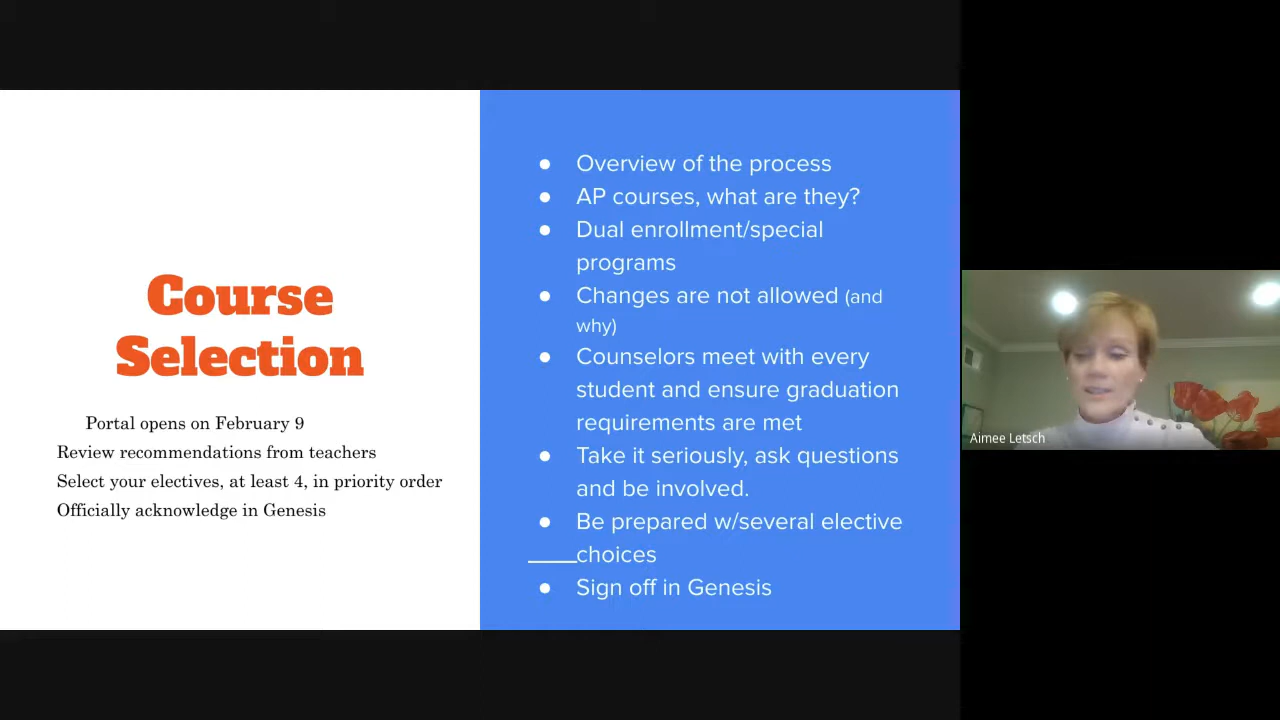 Course
Selection
Portal opens on February 9
Review recommendations from teachers
Select your electives, at least 4, in priority order
Officially acknowledge in Genesis
● Overview of the process
● AP courses, what are they?
● Dual enrollment/special
programs
● Changes are not allowed (and
why)
● Counselors meet with every
student and ensure graduation
requirements are met
● Take it seriously, ask questions
and be involved.
● Be prepared w/several elective
choices
● Sign off in Genesis
Aimee Letsch